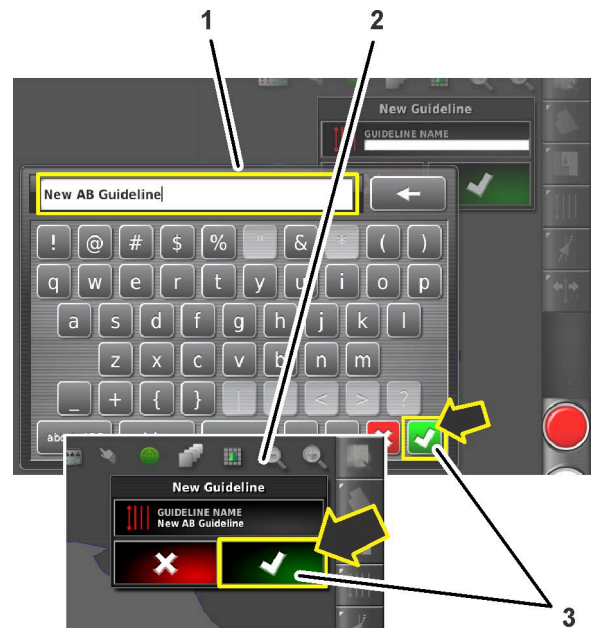 1 2
New Guideline
GUIDELINE NAME
New AB Guideline
! @ # $ % " & * ( )
q w e r t y u i o p
a s d f g h j k l
z x c v b n m
_ + { } < > ?
New Guideline
GUIDELINE NAME
New AB Guideline
3